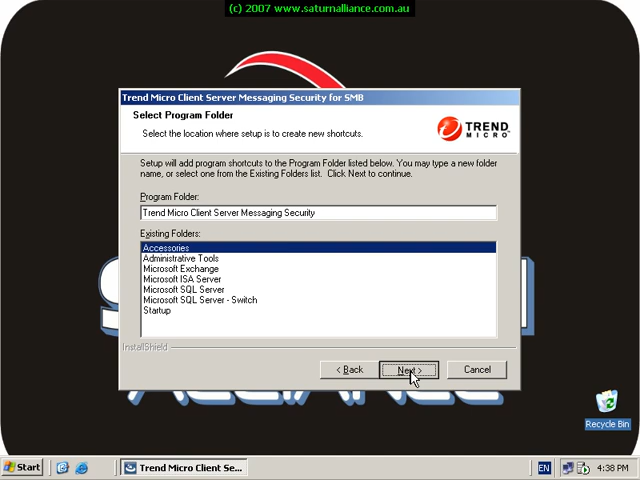 (c) 2007 www.saturnalliance.com.au
Trend Micro Client Server Messaging Security for SMB
Select Program Folder
Select the location where setup is to create new shortcuts.
TREND
MICRO
Setup will add program shortcuts to the Program Folder listed below. You may type a new folder
name, or select one from the Existing Folders list. Click Next to continue.
Program Folder:
Trend Micro Client Server Messaging Security
Existing Folders:
Accessories
Administrative Tools
Microsoft Exchange
Microsoft ISA Server
Microsoft SQL Server
Microsoft SQL Server - Switch
Startup
InstallShield
< Back
Next >
Cancel
Recycle Bin
Start
Trend Micro Client Se...
EN
4:38 PM